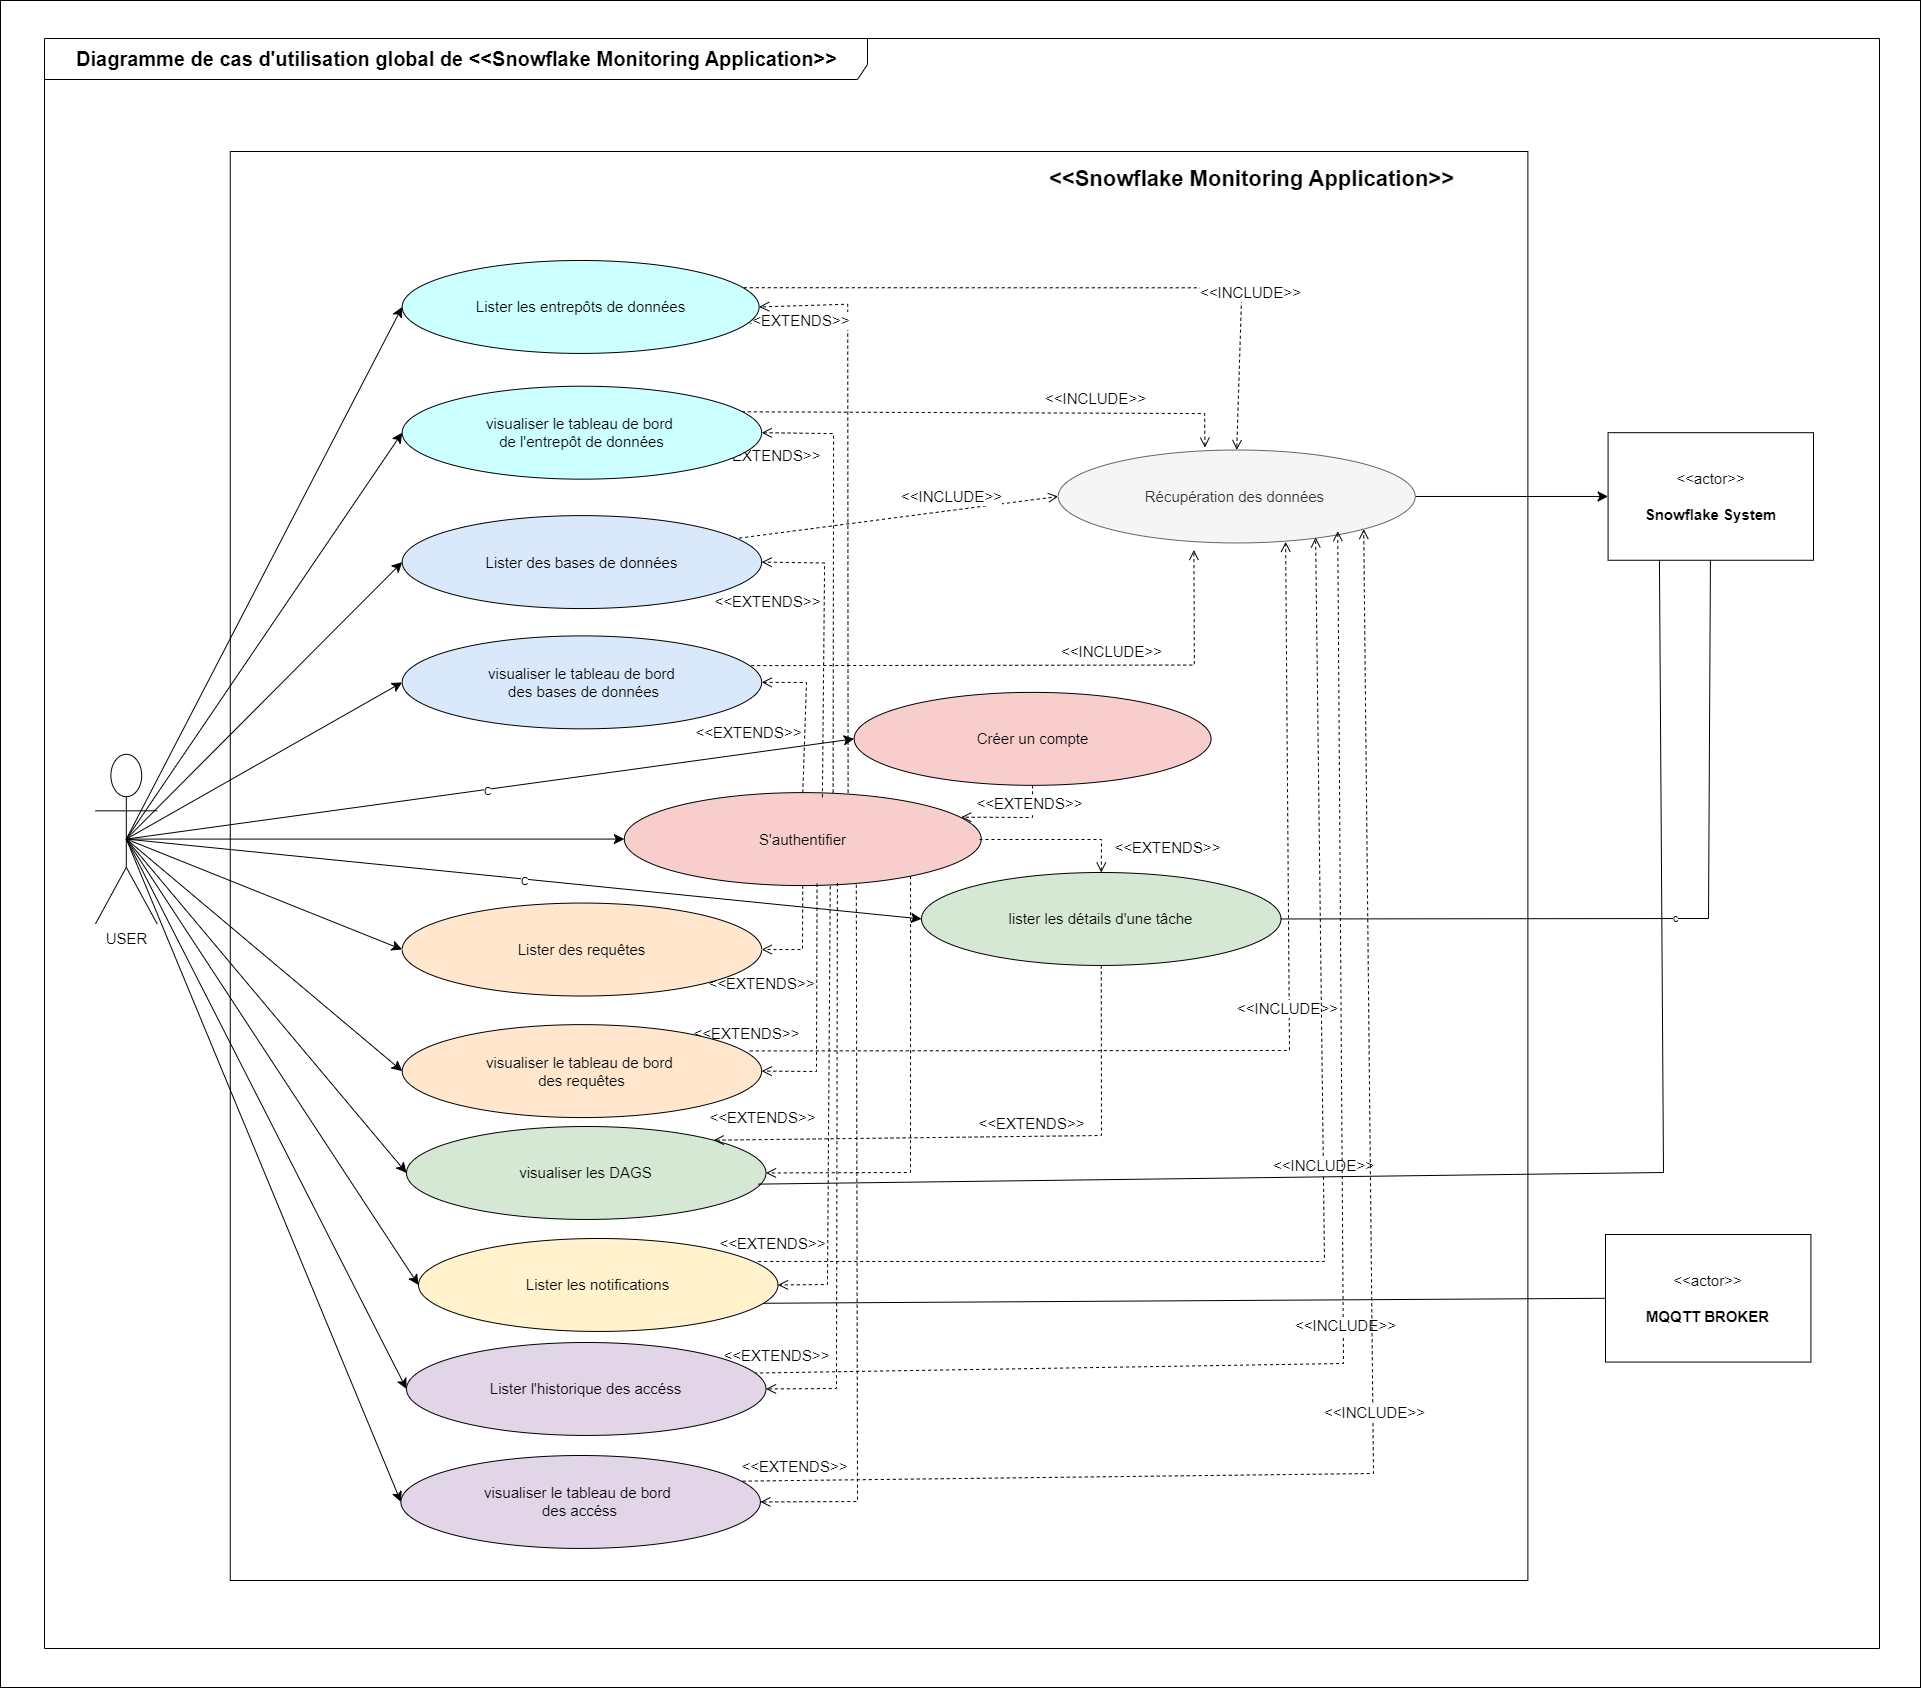 Diagramme de cas d'utilisation global de <<Snowflake Monitoring Application>>
<<Snowflake Monitoring Application>>
Lister les entrepôts de données
<<INCLUDE>>
<<EXTENDS>>
<<INCLUDE>>
visualiser le tableau de bord
de l'entrepôt de données
EXTENDS>>
<<INCLUDE>>
Récupération des données
<<actor>>
Snowflake System
Lister des bases de données
<<EXTENDS>>
<<INCLUDE>>
visualiser le tableau de bord
des bases de données
<<EXTENDS>>
Créer un compte
c
<<EXTENDS>>
S'authentifier
<<EXTENDS>>
c
lister les détails d'une tâche
c
USER
Lister des requêtes
<<EXTENDS>>
<<INCLUDE>>
<<EXTENDS>>
visualiser le tableau de bord
des requêtes
<<EXTENDS>>
<<EXTENDS>>
<<INCLUDE>>
visualiser les DAGS
<<EXTENDS>>
Lister les notifications
<<actor>>
MQQTT BROKER
<<INCLUDE>>
<<EXTENDS>>
Lister l'historique des accéss
<<INCLUDE>>
<<EXTENDS>>
visualiser le tableau de bord
des accéss